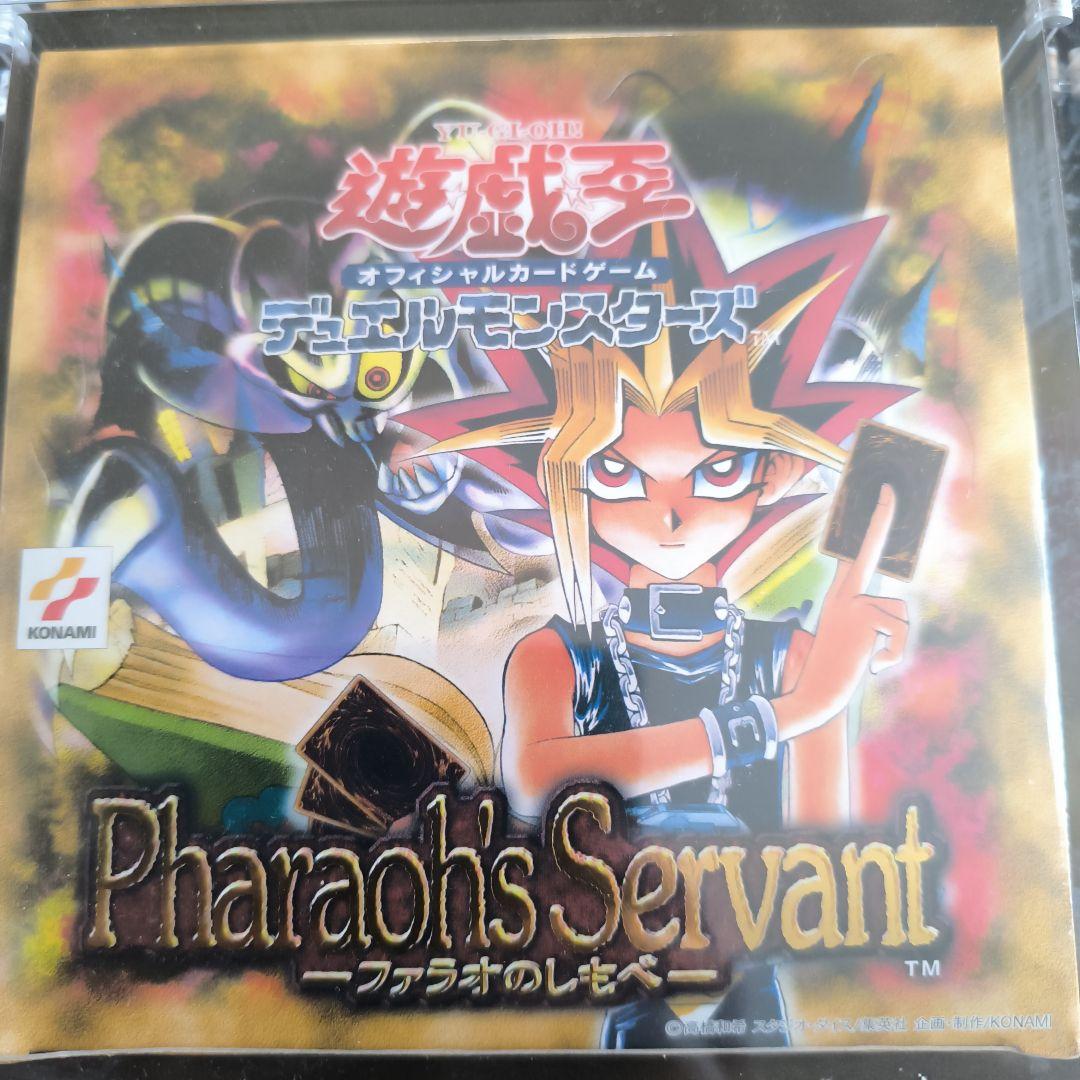 YU-GI-OH!
遊☆戯☆王
オフィシャルカードゲーム
デュエルモンスターズ™
KONAMI
Pharaoh's Servant
ーファラオのしもべー
TM
©高橋和希 スタジオ・ダイス/集英社 企画・制作/KONAMI